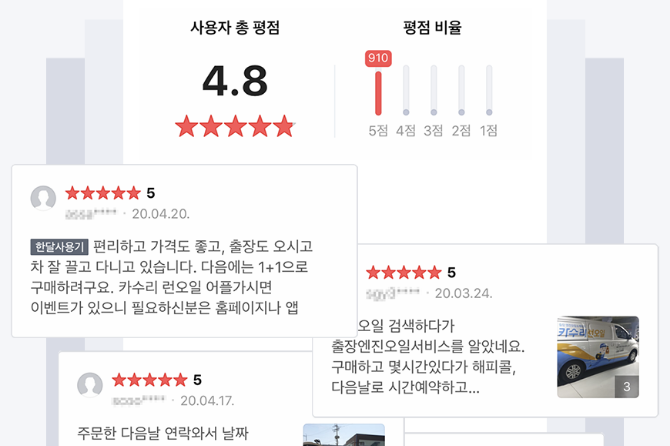 사용자 총 평점
평점 비율
4.8
910
5점 4점 3점 2점 1점
5
20.04.20.
한달사용기 편리하고 가격도 좋고, 출장도 오시고
차 잘 끌고 다니고 있습니다. 다음에는 1+1으로
구매하려구요. 카수리 런오일 어플가시면
이벤트가 있으니 필요하신분은 홈페이지나 앱
5
20.03.24.
오일 검색하다가
출장엔진오일서비스를 알았네요.
구매하고 몇시간있다가 해피콜,
다음날로 시간예약하고...
카수리 런오일
3
5
20.04.17.
주문한 다음날 연락와서 날짜